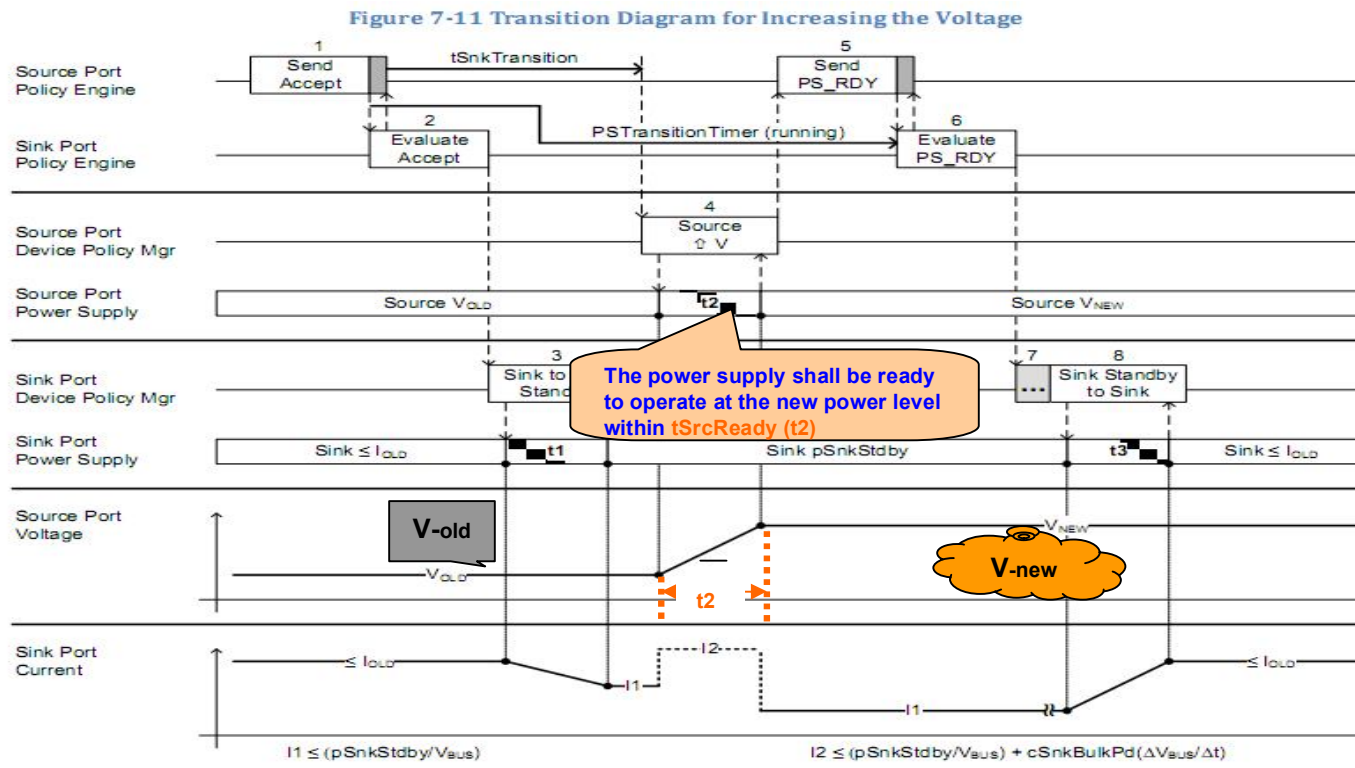 Figure 7-11 Transition Diagram for Increasing the Voltage
1
5
Source Port
Policy Engine
Send
Accept
tSnkTransition
Send
PS_RDY
2
6
Sink Port
Policy Engine
Evaluate
Accept
PSTransitionTimer (running)
Evaluate
PS_RDY
4
Source Port
Device Policy Mgr
Source
⇧ V
Source Port
Power Supply
Source VOLD
t2
Source VNEW
3
7
8
Sink Port
Device Policy Mgr
Sink to
Stand
The power supply shall be ready
to operate at the new power level
within tSrcReady (t2)
...
Sink Standby
to Sink
Sink Port
Power Supply
Sink ≤ IOLD
t1
Sink pSnkStdby
t3
Sink ≤ IOLD
Source Port
Voltage
V-old
VOLD
t2
VNEW
V-new
Sink Port
Current
≤ IOLD
I1
I2
I1
≤ IOLD
I1 ≤ (pSnkStdby/VBUS)
I2 ≤ (pSnkStdby/VBUS) + cSnkBulkPd(ΔVBUS/Δt)